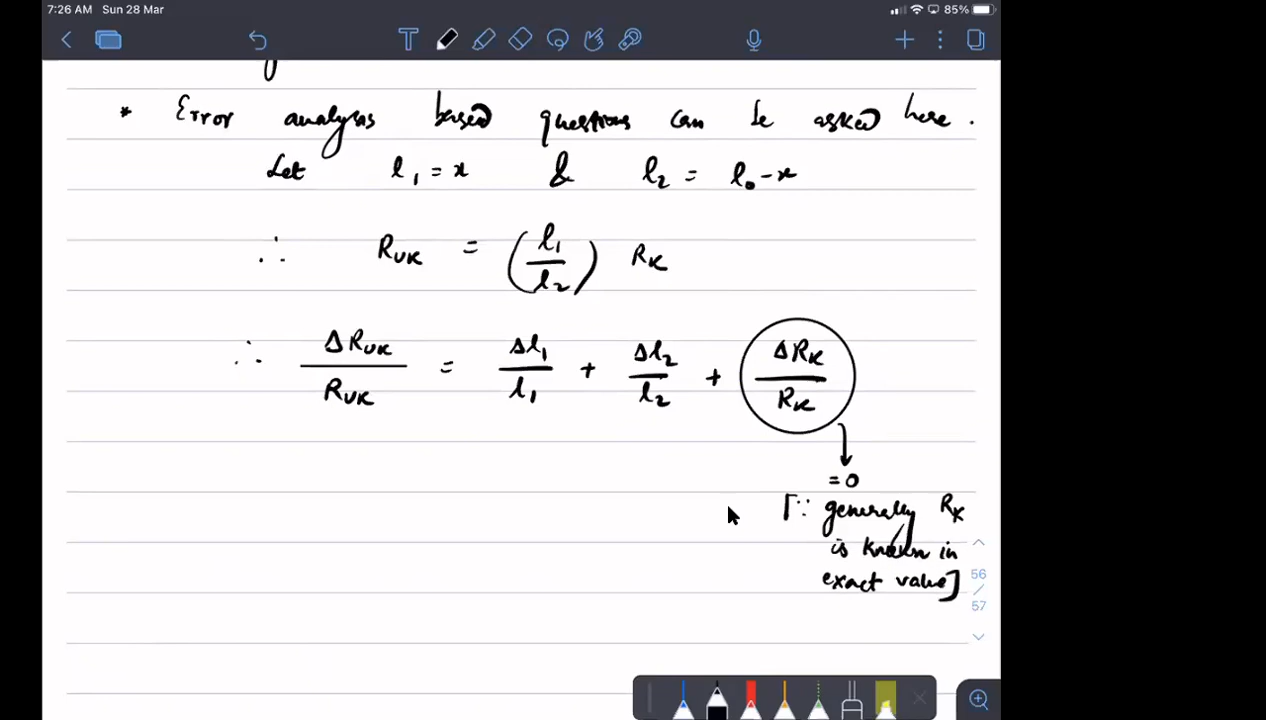 7:26 AM Sun 28 Mar
85%
* Error analysis based questions can be asked here.
Let l₁ = x & l₂ = l₀ - x
∴ R_UK = (l₁/l₂) R_K
∴ ΔR_UK/R_UK = Δl₁/l₁ + Δl₂/l₂ + ΔR_K/R_K
= 0
[∵ generally R_K
is known in
exact value]
56
/
57